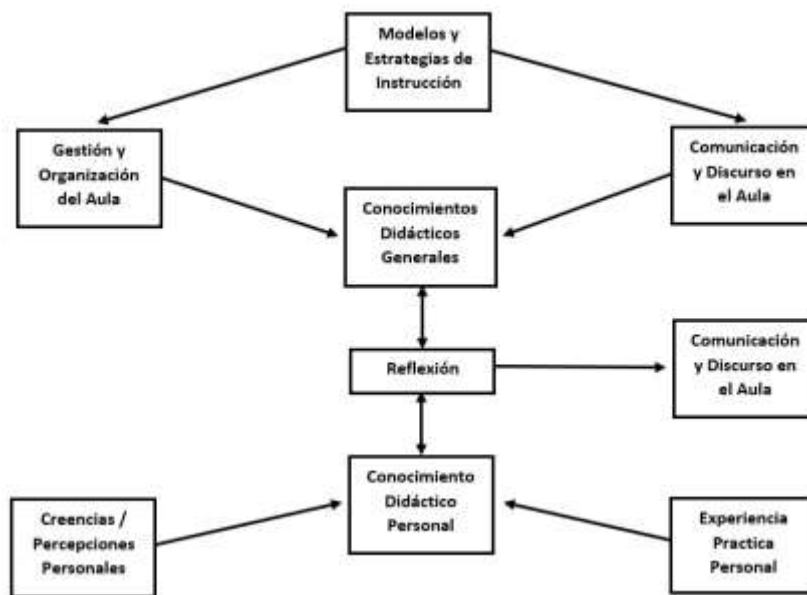 Modelos y
Estrategias de
Instrucción
Gestión y
Organización
del Aula
Comunicación
y Discurso en
el Aula
Conocimientos
Didácticos
Generales
Comunicación
y Discurso en
el Aula
Reflexión
Conocimiento
Didáctico
Personal
Creencias /
Percepciones
Personales
Experiencia
Practica
Personal